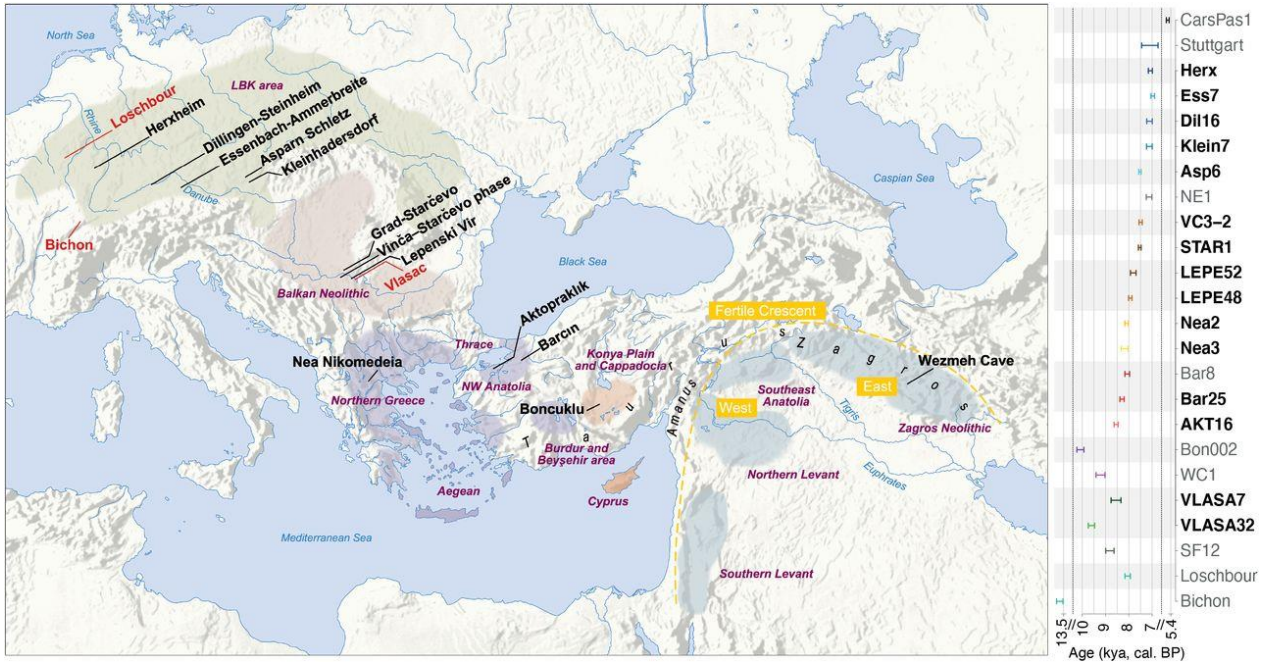 North Sea
LBK area
Rhine
Loschbour
Herxheim
Dillingen-Steinheim
Essenbach-Ammerbreite
Asparn Schletz
Kleinhadersdorf
Danube
Caspian Sea
Bichon
Grad-Starčevo
Vinča–Starčevo phase
Lepenski Vir
Vlasac
Balkan Neolithic
Black Sea
Aktopraklık
Barcın
Fertile Crescent
Thrace
Nea Nikomedeia
NW Anatolia
Konya Plain
and Cappadocia
Northern Greece
Boncuklu
T a u r u s
Amanus
Z a g r o s
Wezmeh Cave
East
West
Southeast
Anatolia
Tigris
Zagros Neolithic
Burdur and
Beyşehir area
Northern Levant
Euphrates
Aegean
Cyprus
Mediterranean Sea
Southern Levant
CarsPas1
Stuttgart
Herx
Ess7
Dil16
Klein7
Asp6
NE1
VC3–2
STAR1
LEPE52
LEPE48
Nea2
Nea3
Bar8
Bar25
AKT16
Bon002
WC1
VLASA7
VLASA32
SF12
Loschbour
Bichon
13.5 // 10 9 8 7 // 5.4
Age (kya, cal. BP)